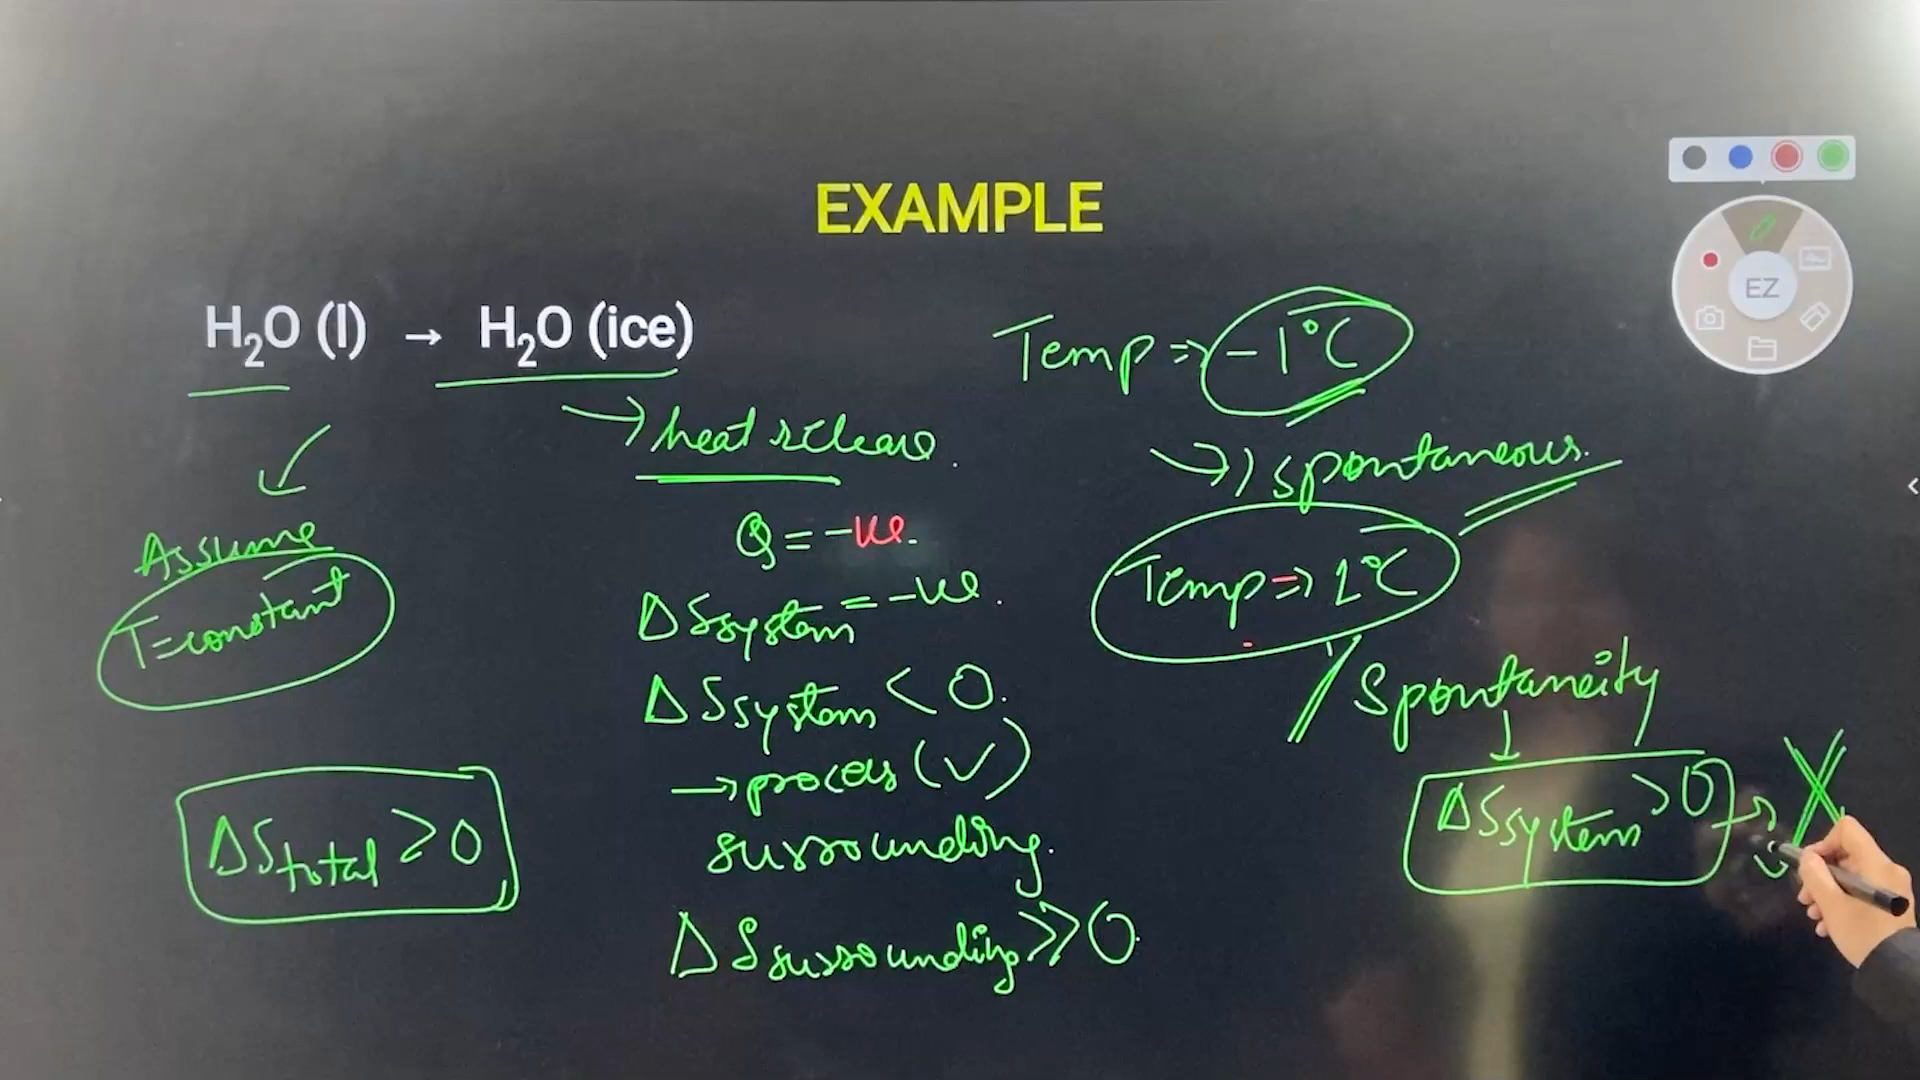 EXAMPLE
H₂O (l) → H₂O (ice)
→ heat release.
Assume
T=constant
Q = -ve.
ΔSsystem = -ve.
ΔSsystem < 0.
→ process (✓)
surrounding.
ΔSsurrounding >> 0.
ΔStotal > 0
Temp => -1°C
→ spontaneous.
Temp => 1°C
Spontaneity
↓
ΔSsystem > 0 → X
EZ